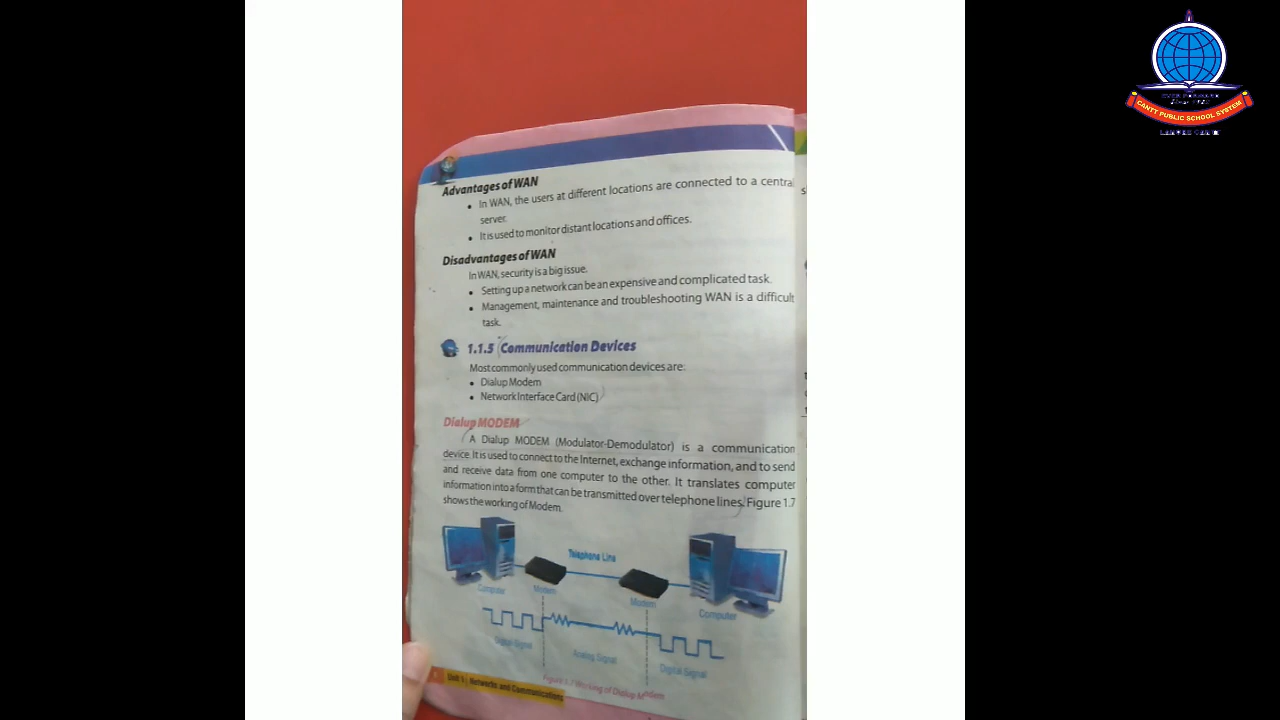 Advantages of WAN
• In WAN, the users at different locations are connected to a central
server.
• It is used to monitor distant locations and offices.
Disadvantages of WAN
In WAN, security is a big issue.
• Setting up a network can be an expensive and complicated task.
• Management, maintenance and troubleshooting WAN is a difficult
task.
1.1.5 Communication Devices
Most commonly used communication devices are:
• Dialup Modem
• Network Interface Card (NIC)
Dialup MODEM
A Dialup MODEM (Modulator-Demodulator) is a communication
device. It is used to connect to the Internet, exchange information, and to send
and receive data from one computer to the other. It translates computer
information into a form that can be transmitted over telephone lines. Figure 1.7
shows the working of Modem.
Telephone Line
Computer Modem Modem Computer
Digital Signal Analog Signal Digital Signal
Figure 1.7 Working of Dialup Modem
Unit 1 | Networks and Communications
CANTT PUBLIC SCHOOL SYSTEM